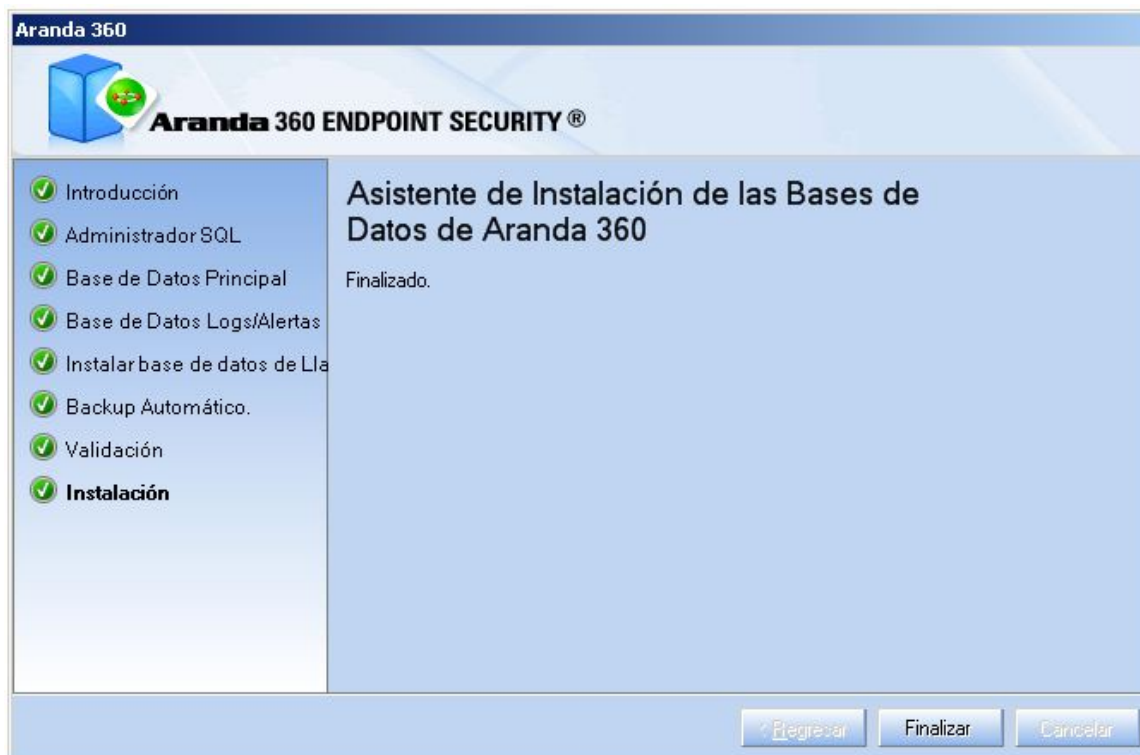 Aranda 360
Aranda 360 ENDPOINT SECURITY ®
Introducción
Administrador SQL
Base de Datos Principal
Base de Datos Logs/Alertas
Instalar base de datos de Lla
Backup Automático.
Validación
Instalación
Asistente de Instalación de las Bases de
Datos de Aranda 360
Finalizado.
< Regresar
Finalizar
Cancelar